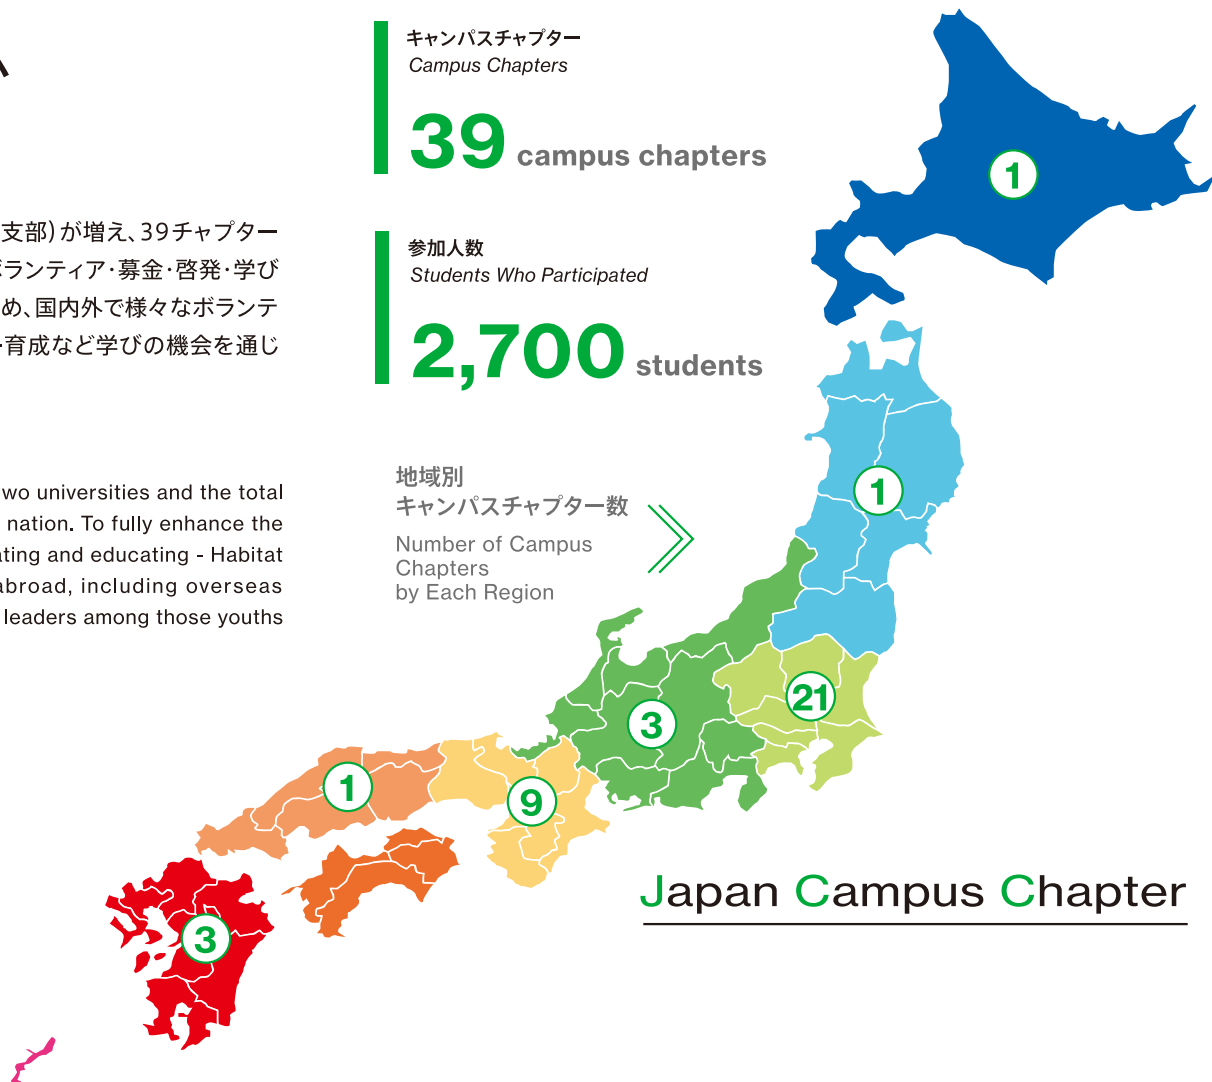 キャンパスチャプター
Campus Chapters
39 campus chapters
支部)が増え、39チャプター
ランティア・募金・啓発・学び
め、国内外で様々なボランテ
育成など学びの機会を通じ
参加人数
Students Who Participated
2,700 students
wo universities and the total
nation. To fully enhance the
ating and educating - Habitat
abroad, including overseas
leaders among those youths
地域別
キャンパスチャプター数
Number of Campus
Chapters
by Each Region
1
1
21
3
9
1
3
Japan Campus Chapter